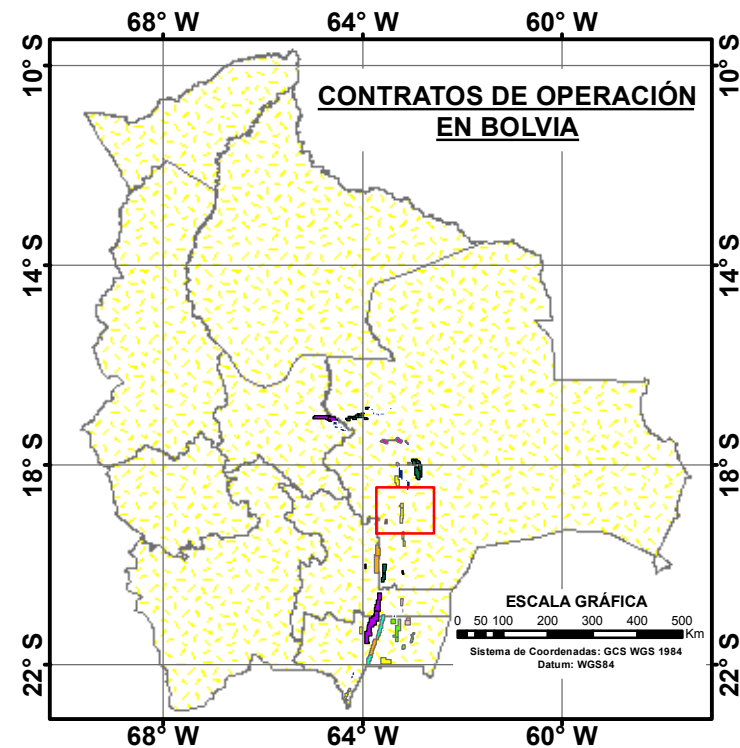 68° W 64° W 60° W
10° S 10° S
CONTRATOS DE OPERACIÓN
EN BOLVIA
14° S 14° S
18° S 18° S
ESCALA GRÁFICA
0 50 100 200 300 400 500
Km
Sistema de Coordenadas: GCS WGS 1984
Datum: WGS84
22° S 22° S
68° W 64° W 60° W